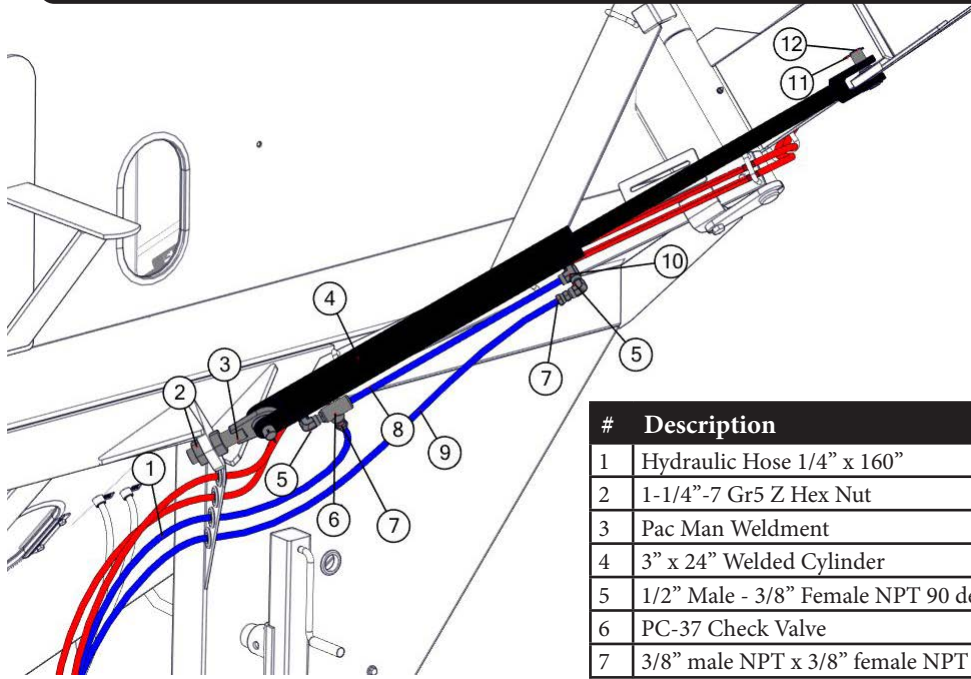 12
11
10
4
5
3
7
2
8
9
1
5
6
7
# Description
1 Hydraulic Hose 1/4” x 160”
2 1-1/4”-7 Gr5 Z Hex Nut
3 Pac Man Weldment
4 3” x 24” Welded Cylinder
5 1/2” Male - 3/8” Female NPT 90
6 PC-37 Check Valve
7 3/8” male NPT x 3/8” female NPT